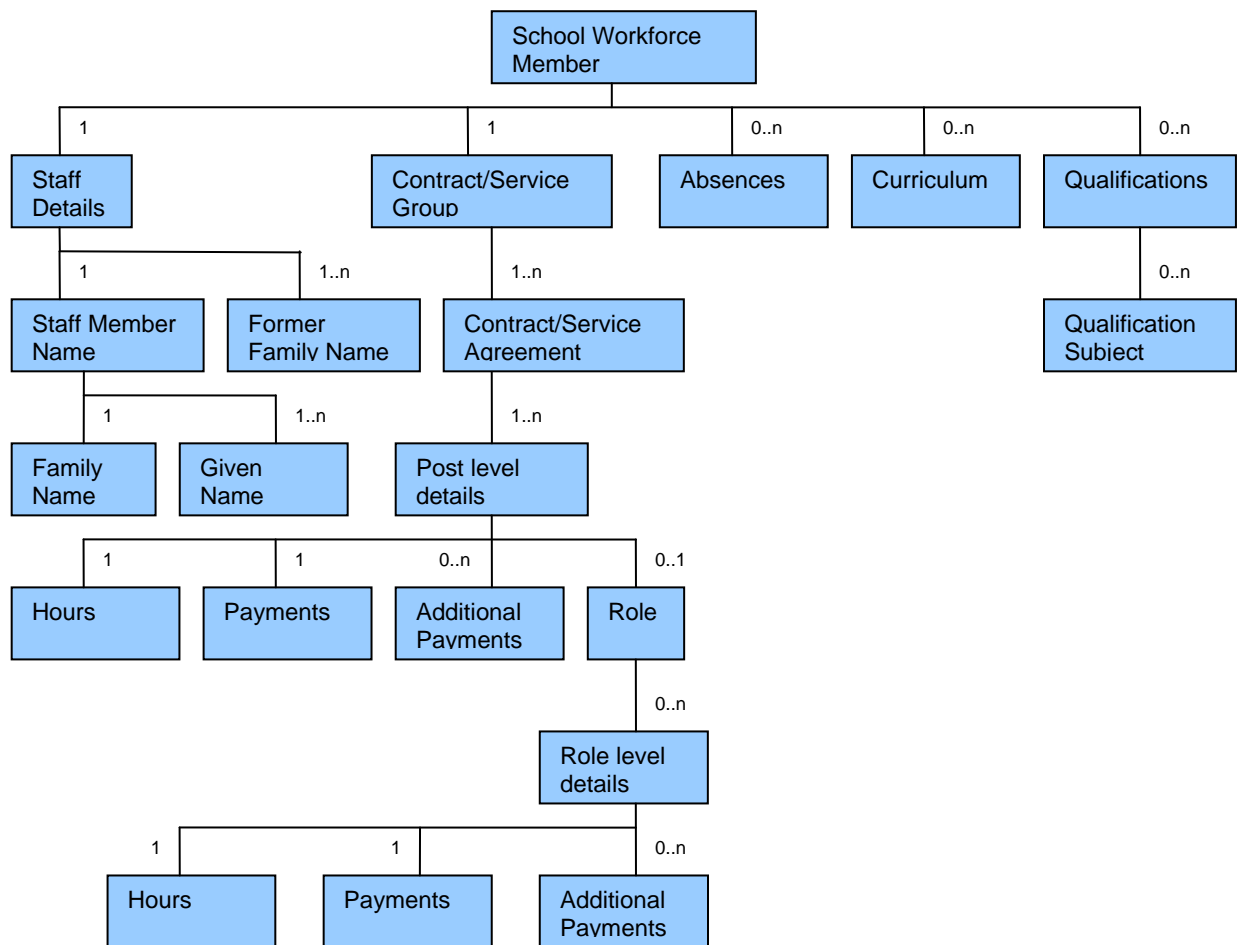 School Workforce
Member
1
1
0..n
0..n
0..n
Staff
Details
Contract/Service
Group
Absences
Curriculum
Qualifications
1
1..n
1..n
0..n
Staff Member
Name
Former
Family Name
Contract/Service
Agreement
Qualification
Subject
1
1..n
1..n
Family
Name
Given
Name
Post level
details
1
1
0..n
0..1
Hours
Payments
Additional
Payments
Role
0..n
Role level
details
1
1
0..n
Hours
Payments
Additional
Payments